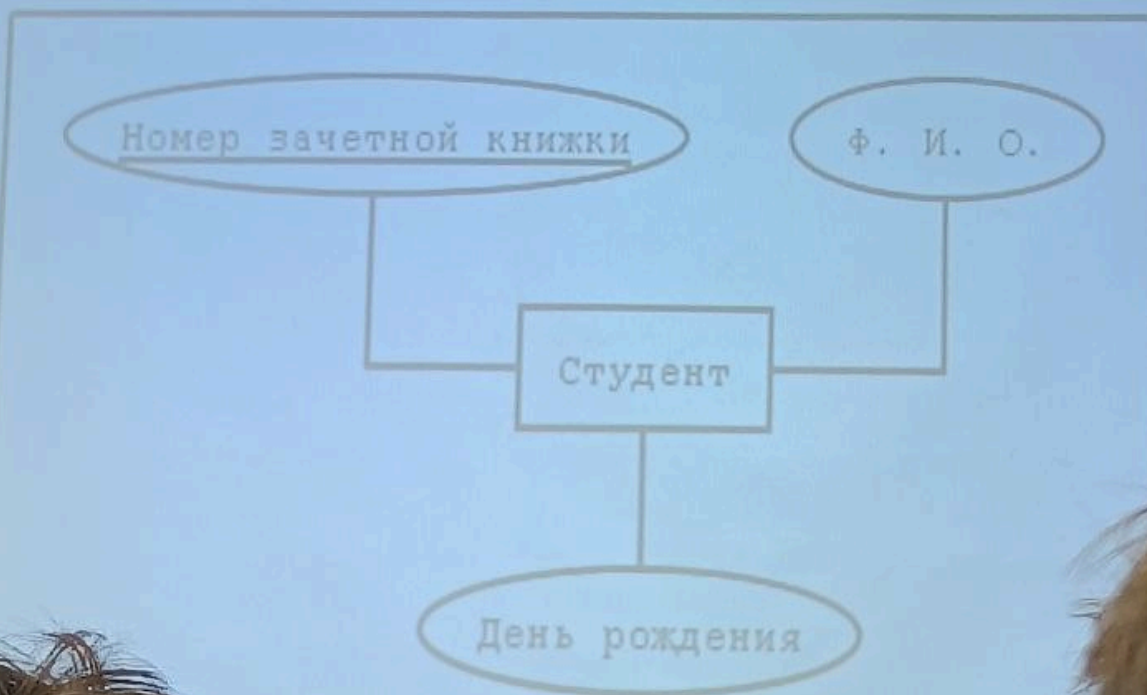 Номер зачетной книжки
Ф. И. О.
Студент
День рождения